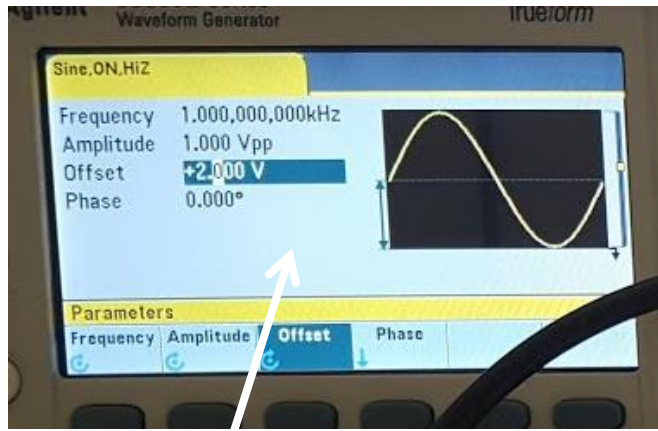 Waveform Generator
Trueform
Sine,ON,HiZ
Frequency 1.000,000,000kHz
Amplitude 1.000 Vpp
Offset +2.000 V
Phase 0.000°
Parameters
Frequency Amplitude Offset Phase